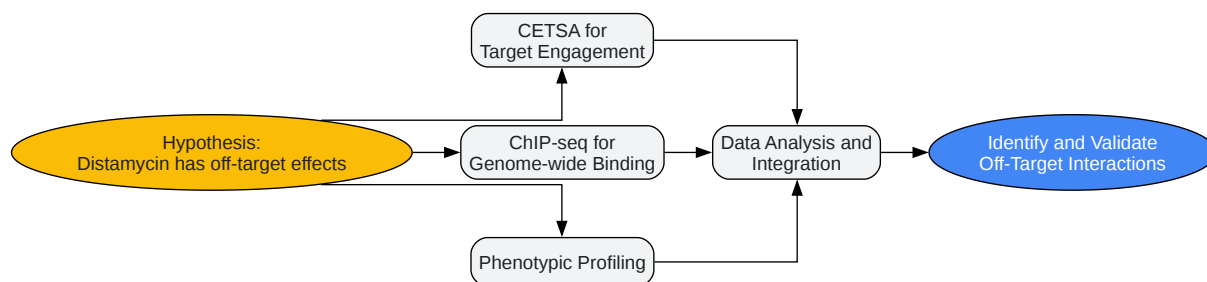 CETSA for
Target Engagement
Hypothesis:
Distamycin has off-target effects
ChIP-seq for
Genome-wide Binding
Data Analysis and
Integration
Identify and Validate
Off-Target Interactions
Phenotypic Profiling